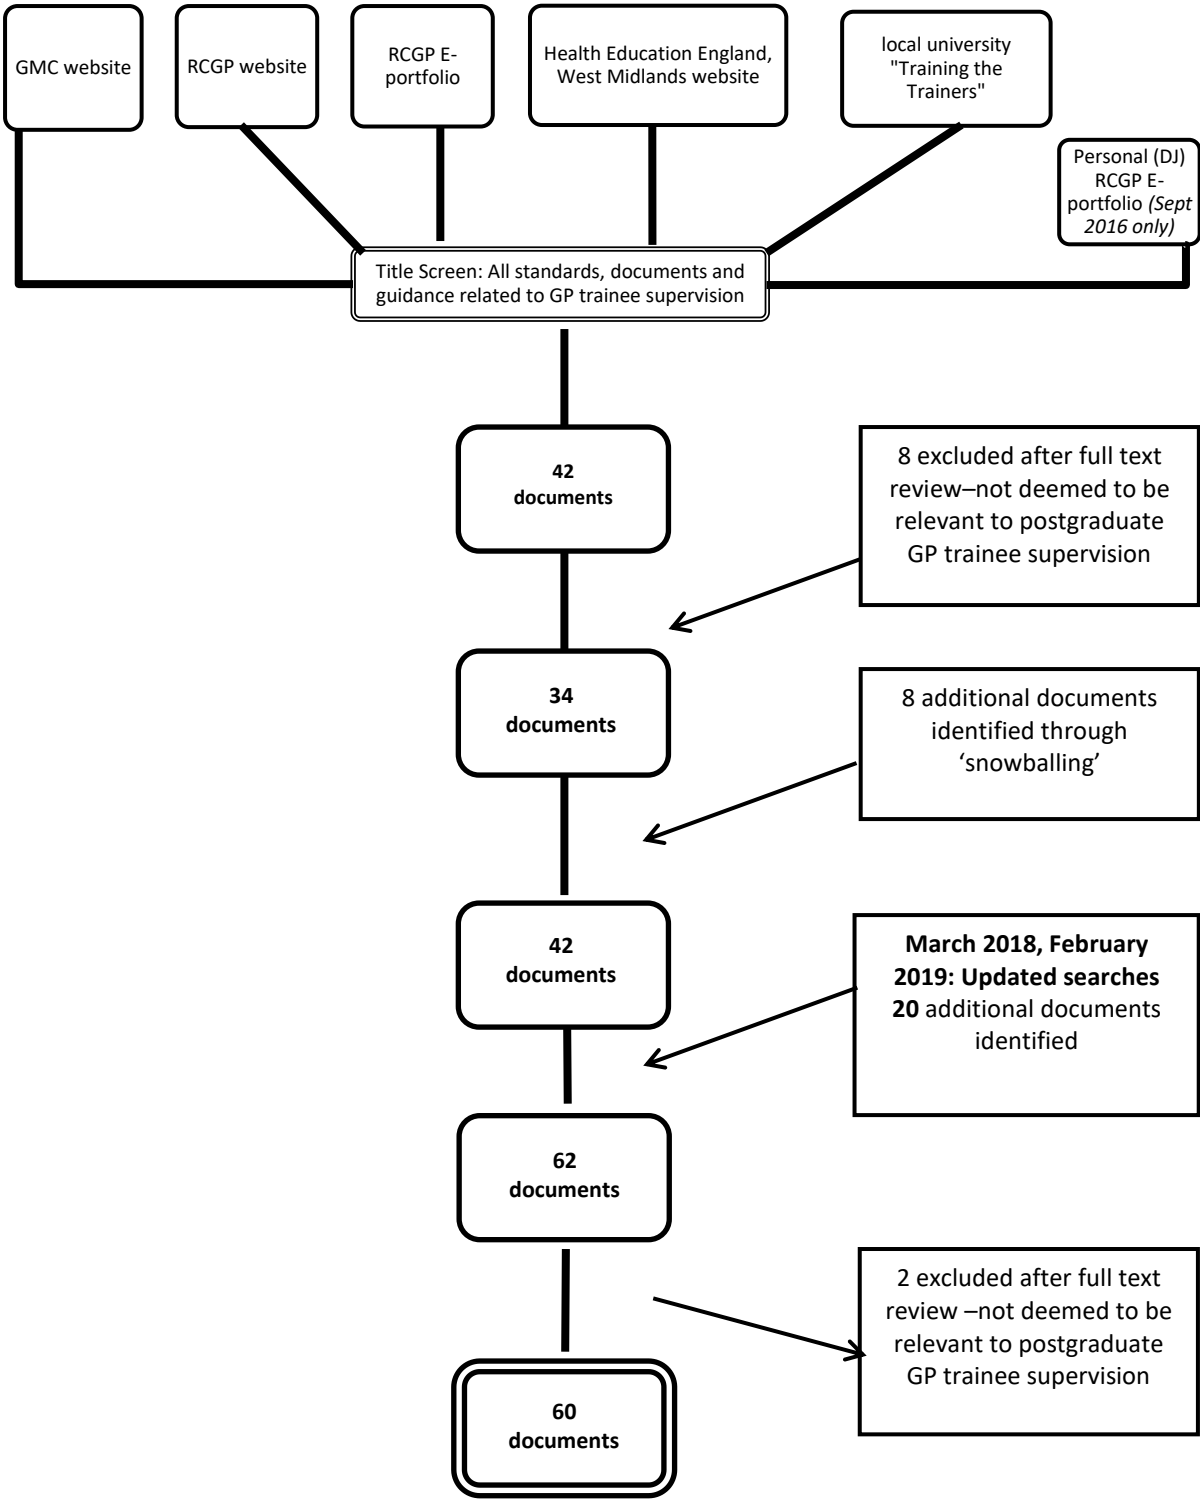 GMC website
RCGP website
RCGP E-
portfolio
Health Education England,
West Midlands website
local university
"Training the
Trainers"
Personal (DJ)
RCGP E-
portfolio (Sept
2016 only)
Title Screen: All standards, documents and
guidance related to GP trainee supervision
42
documents
8 excluded after full text
review–not deemed to be
relevant to postgraduate
GP trainee supervision
34
documents
8 additional documents
identified through
‘snowballing’
42
documents
March 2018, February
2019: Updated searches
20 additional documents
identified
62
documents
2 excluded after full text
review –not deemed to be
relevant to postgraduate
GP trainee supervision
60
documents